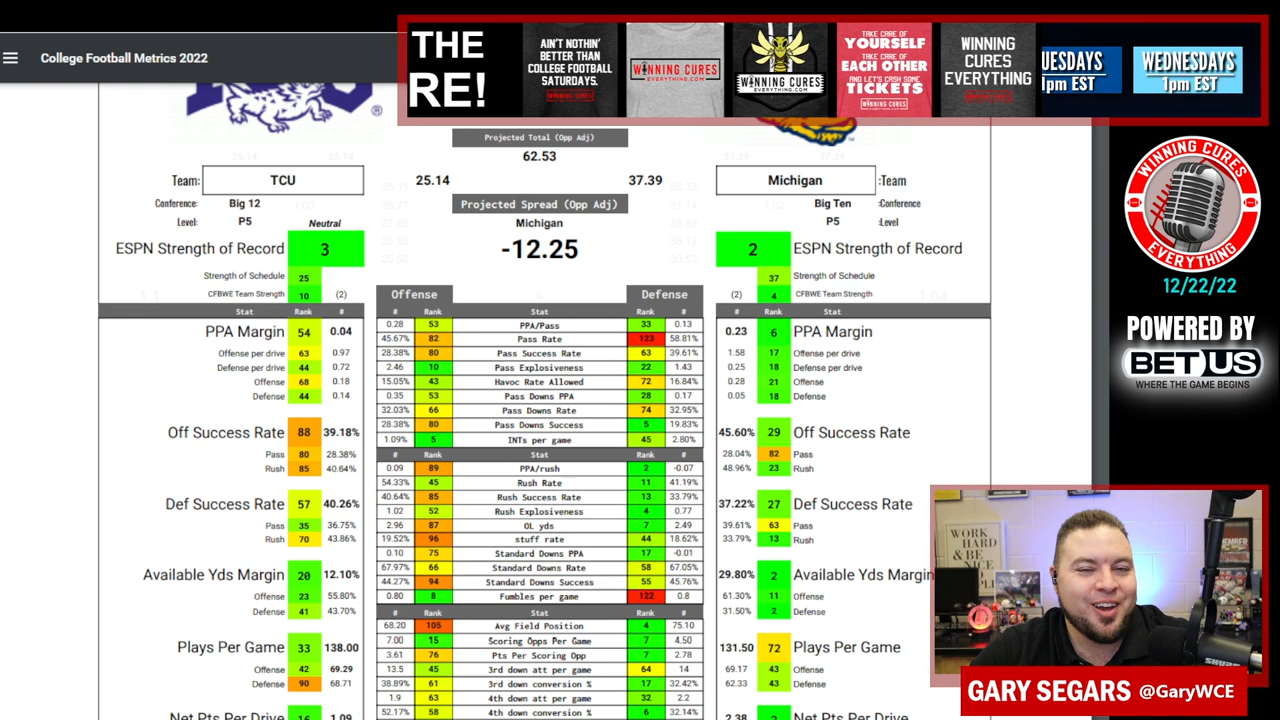 College Football Metrics 2022
THE
RE!
AIN'T NOTHIN'
BETTER THAN
COLLEGE FOOTBALL
SATURDAYS.
WINNING CURES
EVERYTHING.COM
WINNING CURES
EVERYTHING.COM
TAKE CARE OF
YOURSELF
TAKE CARE OF
EACH OTHER
AND LET'S CASH SOME
TICKETS
WINNING CURES
EVERYTHING
UESDAYS
pm EST
WEDNESDAYS
1pm EST
WINNING CURES
EVERYTHING
12/22/22
POWERED BY
BETUS
WHERE THE GAME BEGINS
Projected Total (Opp Adj)
62.53
Team: TCU 25.14 37.39 Michigan :Team
Conference: Big 12 Projected Spread (Opp Adj) Big Ten :Conference
Level: P5 Neutral Michigan P5 :Level
ESPN Strength of Record 3 -12.25 2 ESPN Strength of Record
Strength of Schedule 25 37 Strength of Schedule
CFBWE Team Strength 10 (2) Offense Defense (2) 4 CFBWE Team Strength
Stat Rank # # Rank Stat Rank # # Rank Stat
PPA Margin 54 0.04 0.23 6 PPA Margin
Offense per drive 63 0.97 1.58 17 Offense per drive
Defense per drive 44 0.72 0.25 18 Defense per drive
Offense 68 0.18 0.28 21 Offense
Defense 44 0.14 0.05 18 Defense
Off Success Rate 88 39.18% 45.60% 29 Off Success Rate
Pass 80 28.38% 28.04% 82 Pass
Rush 85 40.64% 48.96% 23 Rush
Def Success Rate 57 40.26% 37.22% 27 Def Success Rate
Pass 35 36.75% 39.61% 63 Pass
Rush 70 43.86% 33.79% 13 Rush
Available Yds Margin 20 12.10% 29.80% 2 Available Yds Margin
Offense 23 55.80% 61.30% 11 Offense
Defense 41 43.70% 31.50% 2 Defense
Plays Per Game 33 138.00 131.50 72 Plays Per Game
Offense 42 69.29 69.17 43 Offense
Defense 90 68.71 62.33 43 Defense
Net Pts Per Drive 16 1.09 2.38 2 Net Pts Per Drive
0.28 53 PPA/Pass 33 0.13
45.67% 82 Pass Rate 123 58.81%
28.38% 80 Pass Success Rate 63 39.61%
2.46 10 Pass Explosiveness 22 1.43
15.05% 43 Havoc Rate Allowed 72 16.84%
0.35 53 Pass Downs PPA 28 0.17
32.03% 66 Pass Downs Rate 74 32.95%
28.38% 80 Pass Downs Success 5 19.83%
1.09% 5 INTs per game 45 2.80%
# Rank Stat Rank #
0.09 89 PPA/rush 2 -0.07
54.33% 45 Rush Rate 11 41.19%
40.64% 85 Rush Success Rate 13 33.79%
1.02 52 Rush Explosiveness 4 0.77
2.96 87 OL yds 7 2.49
19.52% 96 stuff rate 44 18.62%
0.10 75 Standard Downs PPA 17 -0.01
67.97% 66 Standard Downs Rate 58 67.05%
44.27% 94 Standard Downs Success 55 45.76%
0.80 8 Fumbles per game 122 0.8
# Rank Stat Rank #
68.20 105 Avg Field Position 4 75.10
7.00 15 Scoring Opps Per Game 7 4.50
3.61 76 Pts Per Scoring Opp 7 2.78
13.5 45 3rd down att per game 64 14
38.89% 61 3rd down conversion % 17 32.42%
1.9 63 4th down att per game 32 2.2
52.17% 58 4th down conversion % 6 32.14%
WORK
HARD
& BE
NICE
GARY SEGARS @GaryWCE